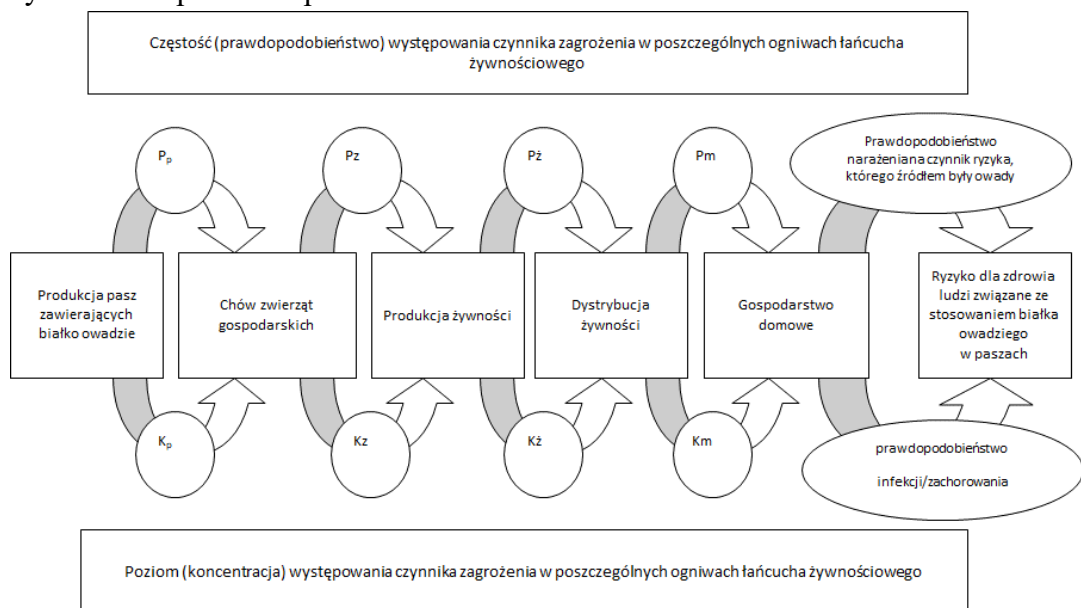 Częstość (prawdopodobieństwo) występowania czynnika zagrożenia w poszczególnych ogniwach łańcucha
żywnościowego
Pp
Pz
Pż
Pm
Prawdopodobieństwo
narażeniana czynnik ryzyka,
którego źródłem były owady
Produkcja pasz
zawierających
białko owadzie
Chów zwierząt
gospodarskich
Produkcja żywności
Dystrybucja
żywności
Gospodarstwo
domowe
Ryzyko dla zdrowia
ludzi związane ze
stosowaniem białka
owadziego
w paszach
Kp
Kz
Kż
Km
prawdopodobieństwo
infekcji/zachorowania
Poziom (koncentracja) występowania czynnika zagrożenia w poszczególnych ogniwach łańcucha żywnościowego